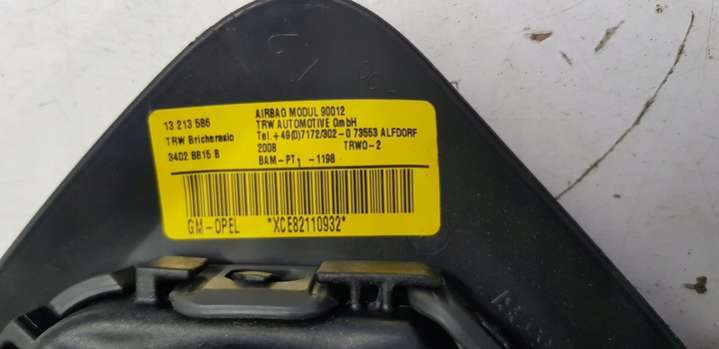 AIRBAG MODUL 90012
13 213 586 TRW AUTOMOTIVE GmbH
TRW Bricherasio Tel.+49(0)7172/302-0 73553 ALFDORF
3402 8815 B 2008 TRWO-2
BAM-PT1 -1198
GM-OPEL *XCE82110932*